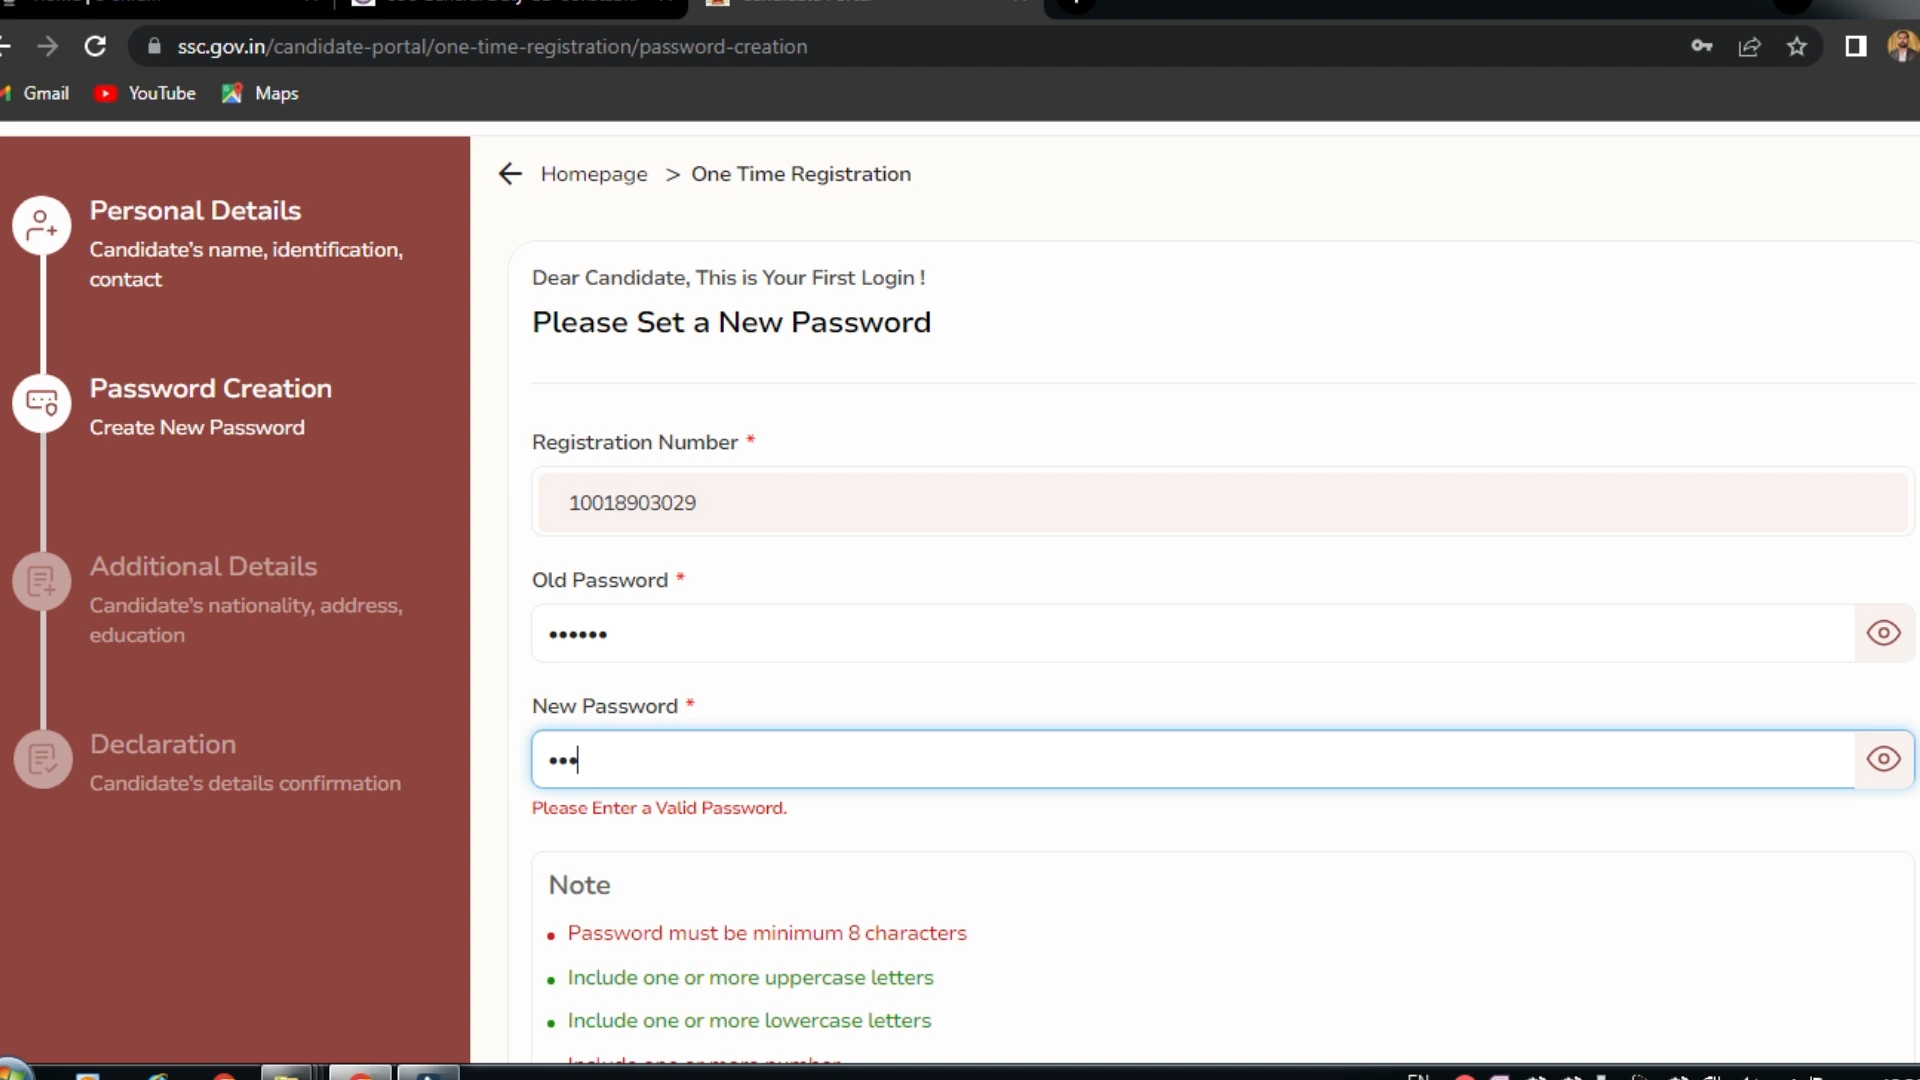 ssc.gov.in/candidate-portal/one-time-registration/password-creation
Gmail YouTube Maps
Homepage > One Time Registration
Personal Details
Candidate's name, identification,
contact
Password Creation
Create New Password
Additional Details
Candidate's nationality, address,
education
Declaration
Candidate's details confirmation
Dear Candidate, This is Your First Login !
Please Set a New Password
Registration Number *
10018903029
Old Password *
••••••
New Password *
•••
Please Enter a Valid Password.
Note
• Password must be minimum 8 characters
• Include one or more uppercase letters
• Include one or more lowercase letters